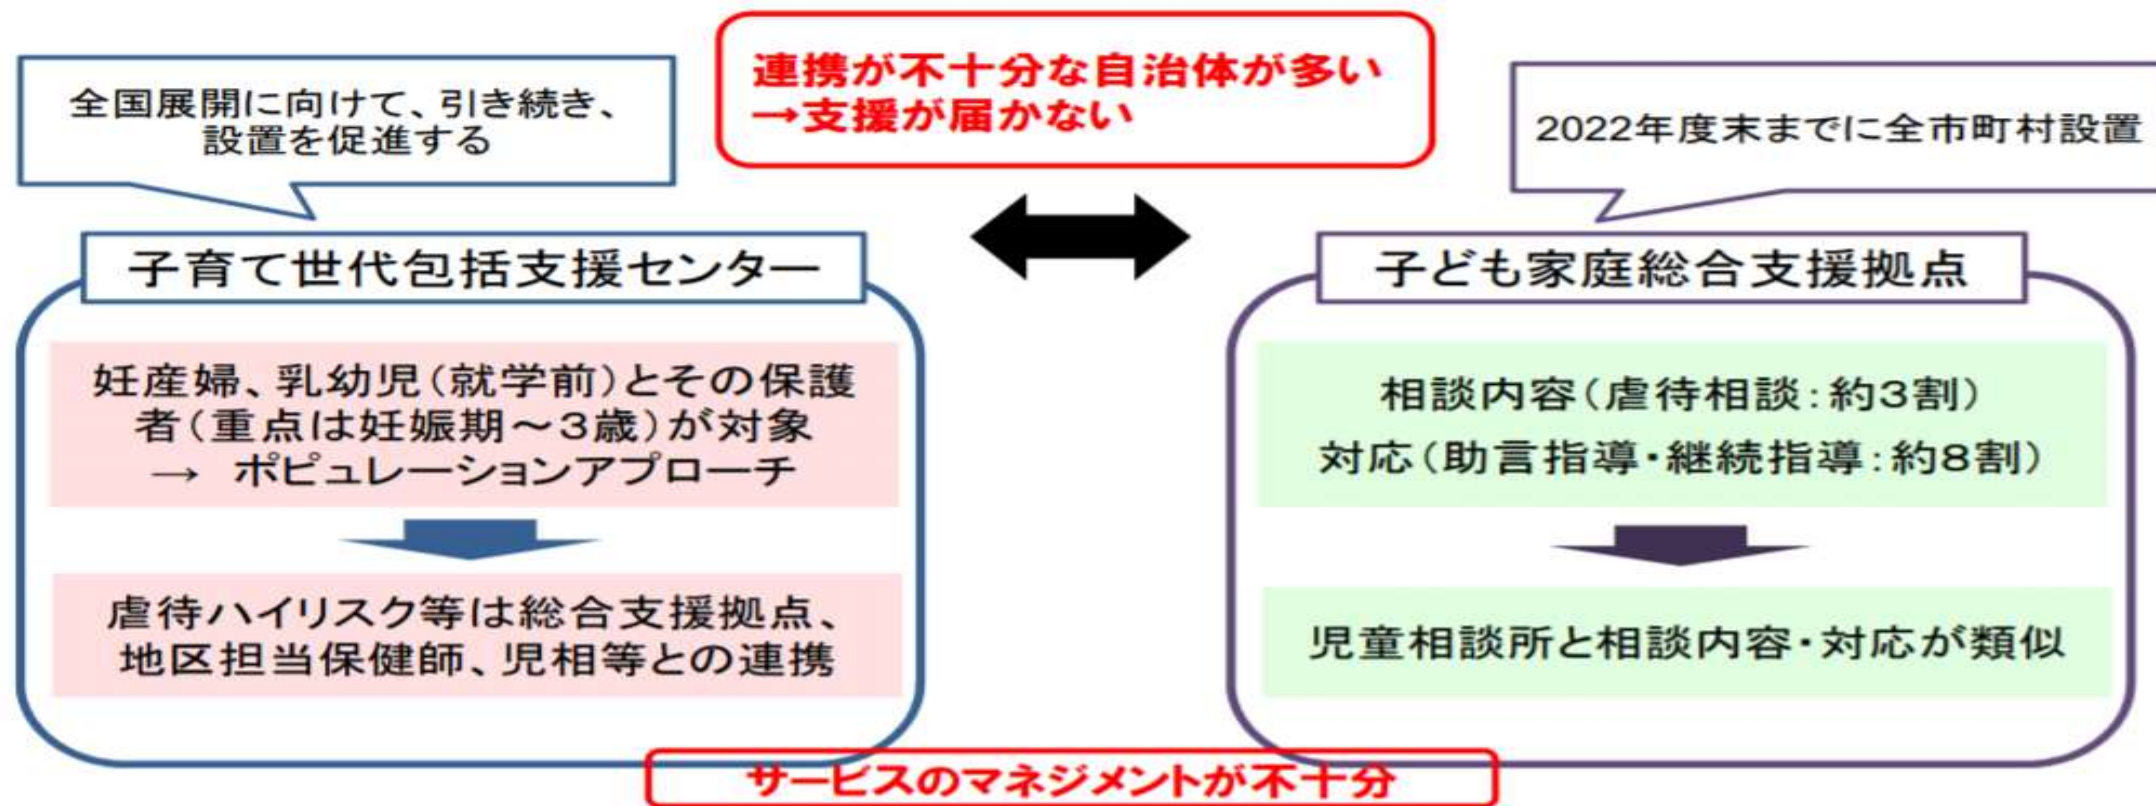 連携が不十分な自治体が多い
→支援が届かない
全国展開に向けて、引き続き、
設置を促進する
2022年度末までに全市町村設置
子育て世代包括支援センター
妊産婦、乳幼児(就学前)とその保護
者(重点は妊娠期～3歳)が対象
→ ポピュレーションアプローチ
虐待ハイリスク等は総合支援拠点、
地区担当保健師、児相等との連携
子ども家庭総合支援拠点
相談内容(虐待相談:約3割)
対応(助言指導・継続指導:約8割)
児童相談所と相談内容・対応が類似
サービスのマネジメントが不十分